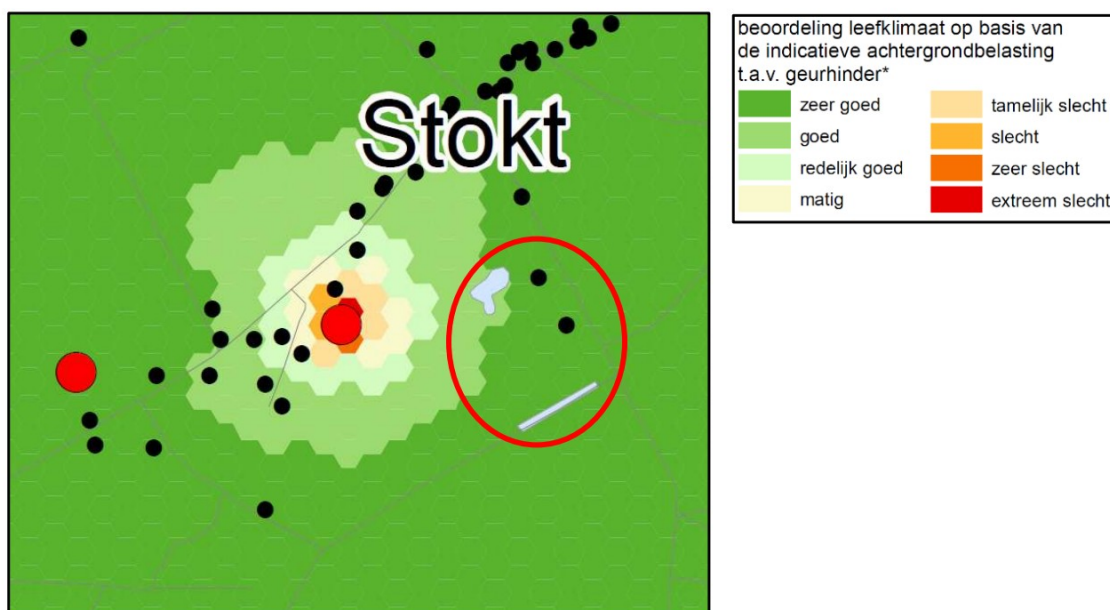 Stokt
beoordeling leefklimaat op basis van
de indicatieve achtergrondbelasting
t.a.v. geurhinder*
zeer goed
goed
redelijk goed
matig
tamelijk slecht
slecht
zeer slecht
extreem slecht